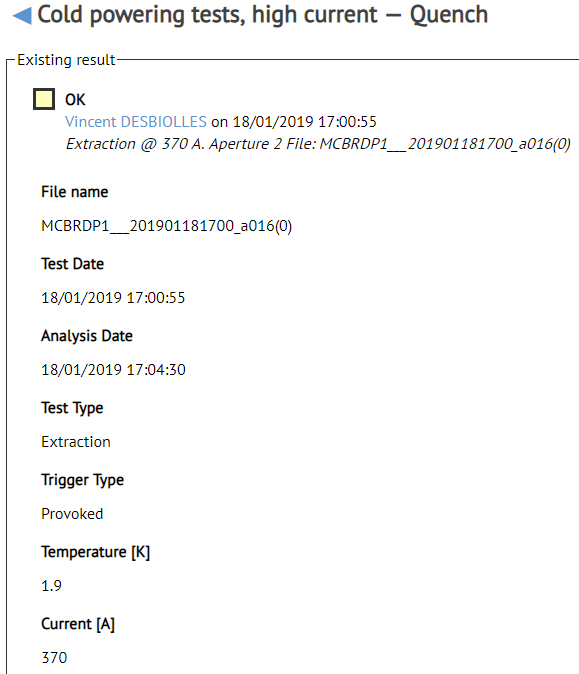 Cold powering tests, high current — Quench
Existing result
OK
Vincent DESBIOLLES on 18/01/2019 17:00:55
Extraction @ 370 A. Aperture 2 File: MCBRDP1___201901181700_a016(0)
File name
MCBRDP1___201901181700_a016(0)
Test Date
18/01/2019 17:00:55
Analysis Date
18/01/2019 17:04:30
Test Type
Extraction
Trigger Type
Provoked
Temperature [K]
1.9
Current [A]
370